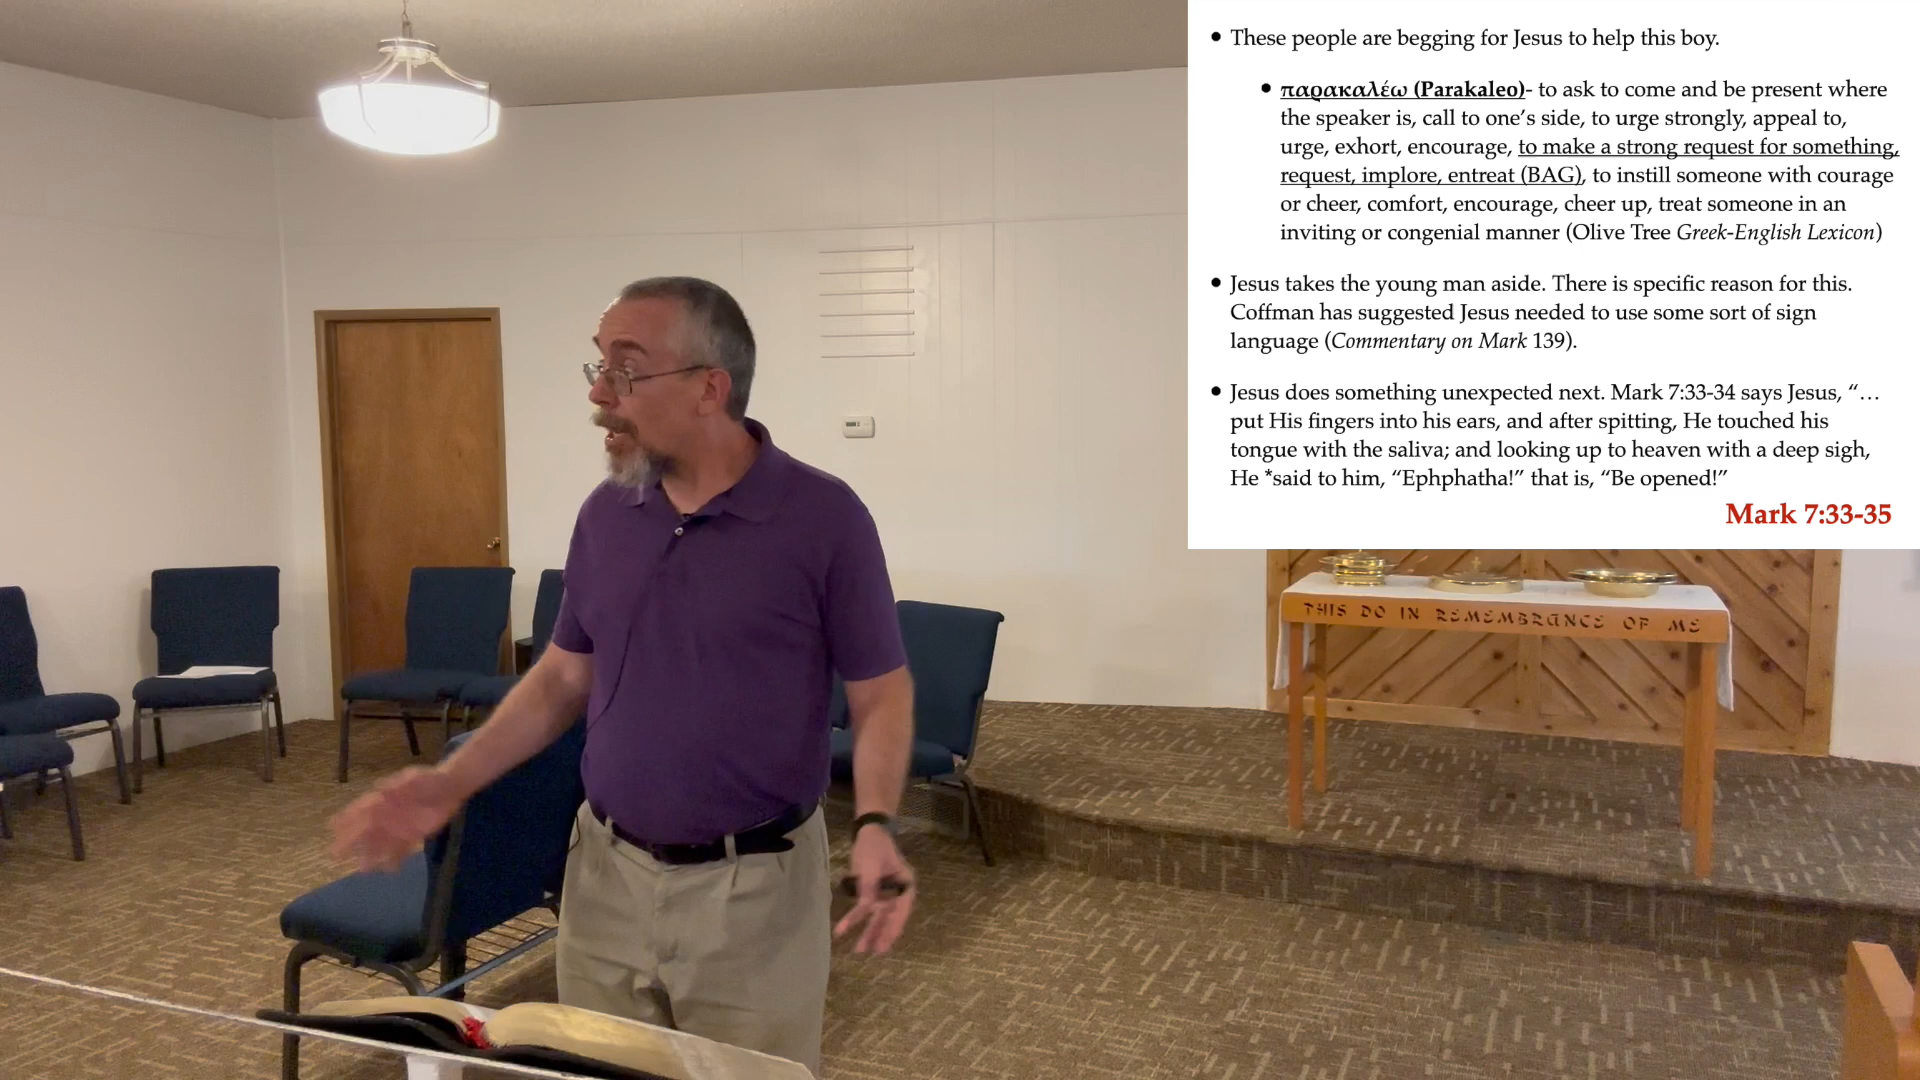 • These people are begging for Jesus to help this boy.
• παρακαλέω (Parakaleo)- to ask to come and be present where
the speaker is, call to one’s side, to urge strongly, appeal to,
urge, exhort, encourage, to make a strong request for something,
request, implore, entreat (BAG), to instill someone with courage
or cheer, comfort, encourage, cheer up, treat someone in an
inviting or congenial manner (Olive Tree Greek-English Lexicon)
• Jesus takes the young man aside. There is specific reason for this.
Coffman has suggested Jesus needed to use some sort of sign
language (Commentary on Mark 139).
• Jesus does something unexpected next. Mark 7:33-34 says Jesus, “…
put His fingers into his ears, and after spitting, He touched his
tongue with the saliva; and looking up to heaven with a deep sigh,
He *said to him, “Ephphatha!” that is, “Be opened!”
Mark 7:33-35
THIS DO IN REMEMBRANCE OF ME